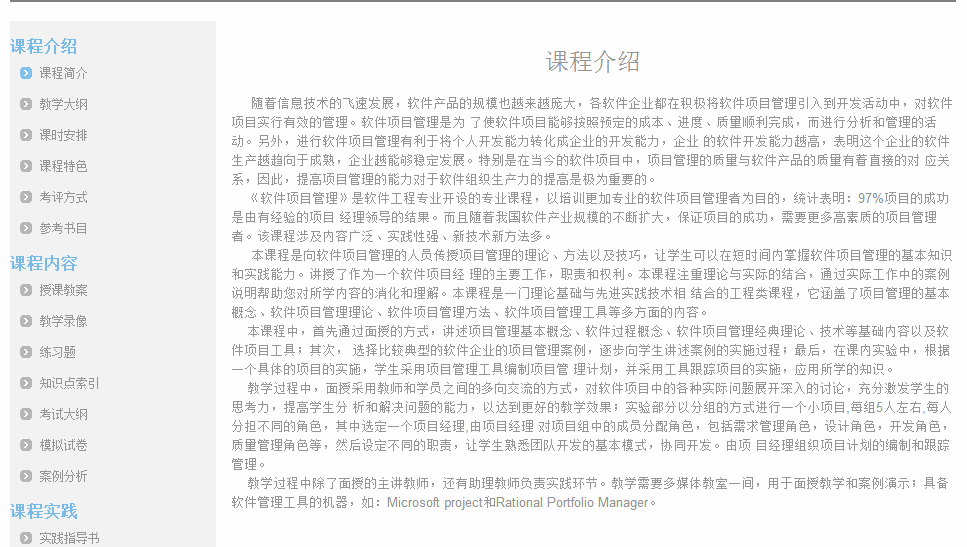 课程介绍
课程简介
教学大纲
课时安排
课程特色
考评方式
参考书目
课程内容
授课教案
教学录像
练习题
知识点索引
考试大纲
模拟试卷
案例分析
课程实践
实践指导书
课程介绍
随着信息技术的飞速发展，软件产品的规模也越来越庞大，各软件企业都在积极将软件项目管理引入到开发活动中，对软件
项目实行有效的管理。软件项目管理是为 了使软件项目能够按照预定的成本、进度、质量顺利完成，而进行分析和管理的活
动。另外，进行软件项目管理有利于将个人开发能力转化成企业的开发能力，企业 的软件开发能力越高，表明这个企业的软件
生产越趋向于成熟，企业越能够稳定发展。特别是在当今的软件项目中，项目管理的质量与软件产品的质量有着直接的对 应关
系，因此，提高项目管理的能力对于软件组织生产力的提高是极为重要的。
《软件项目管理》是软件工程专业开设的专业课程，以培训更加专业的软件项目管理者为目的，统计表明：97%项目的成功
是由有经验的项目 经理领导的结果。而且随着我国软件产业规模的不断扩大，保证项目的成功，需要更多高素质的项目管理
者。该课程涉及内容广泛、实践性强、新技术新方法多。
本课程是向软件项目管理的人员传授项目管理的理论、方法以及技巧，让学生可以在短时间内掌握软件项目管理的基本知识
和实践能力。讲授了作为一个软件项目经 理的主要工作，职责和权利。本课程注重理论与实际的结合，通过实际工作中的案例
说明帮助您对所学内容的消化和理解。本课程是一门理论基础与先进实践技术相 结合的工程类课程，它涵盖了项目管理的基本
概念、软件项目管理理论、软件项目管理方法、软件项目管理工具等多方面的内容。
本课程中，首先通过面授的方式，讲述项目管理基本概念、软件过程概念、软件项目管理经典理论、技术等基础内容以及软
件项目工具；其次， 选择比较典型的软件企业的项目管理案例，逐步向学生讲述案例的实施过程；最后，在课内实验中，根据
一个具体的项目的实施，学生采用项目管理工具编制项目管 理计划，并采用工具跟踪项目的实施，应用所学的知识。
教学过程中，面授采用教师和学员之间的多向交流的方式，对软件项目中的各种实际问题展开深入的讨论，充分激发学生的
思考力，提高学生分 析和解决问题的能力，以达到更好的教学效果；实验部分以分组的方式进行一个小项目,每组5人左右,每人
分担不同的角色，其中选定一个项目经理,由项目经理 对项目组中的成员分配角色，包括需求管理角色，设计角色，开发角色，
质量管理角色等，然后设定不同的职责，让学生熟悉团队开发的基本模式，协同开发。由项 目经理组织项目计划的编制和跟踪
管理。
教学过程中除了面授的主讲教师，还有助理教师负责实践环节。教学需要多媒体教室一间，用于面授教学和案例演示；具备
软件管理工具的机器，如：Microsoft project和Rational Portfolio Manager。